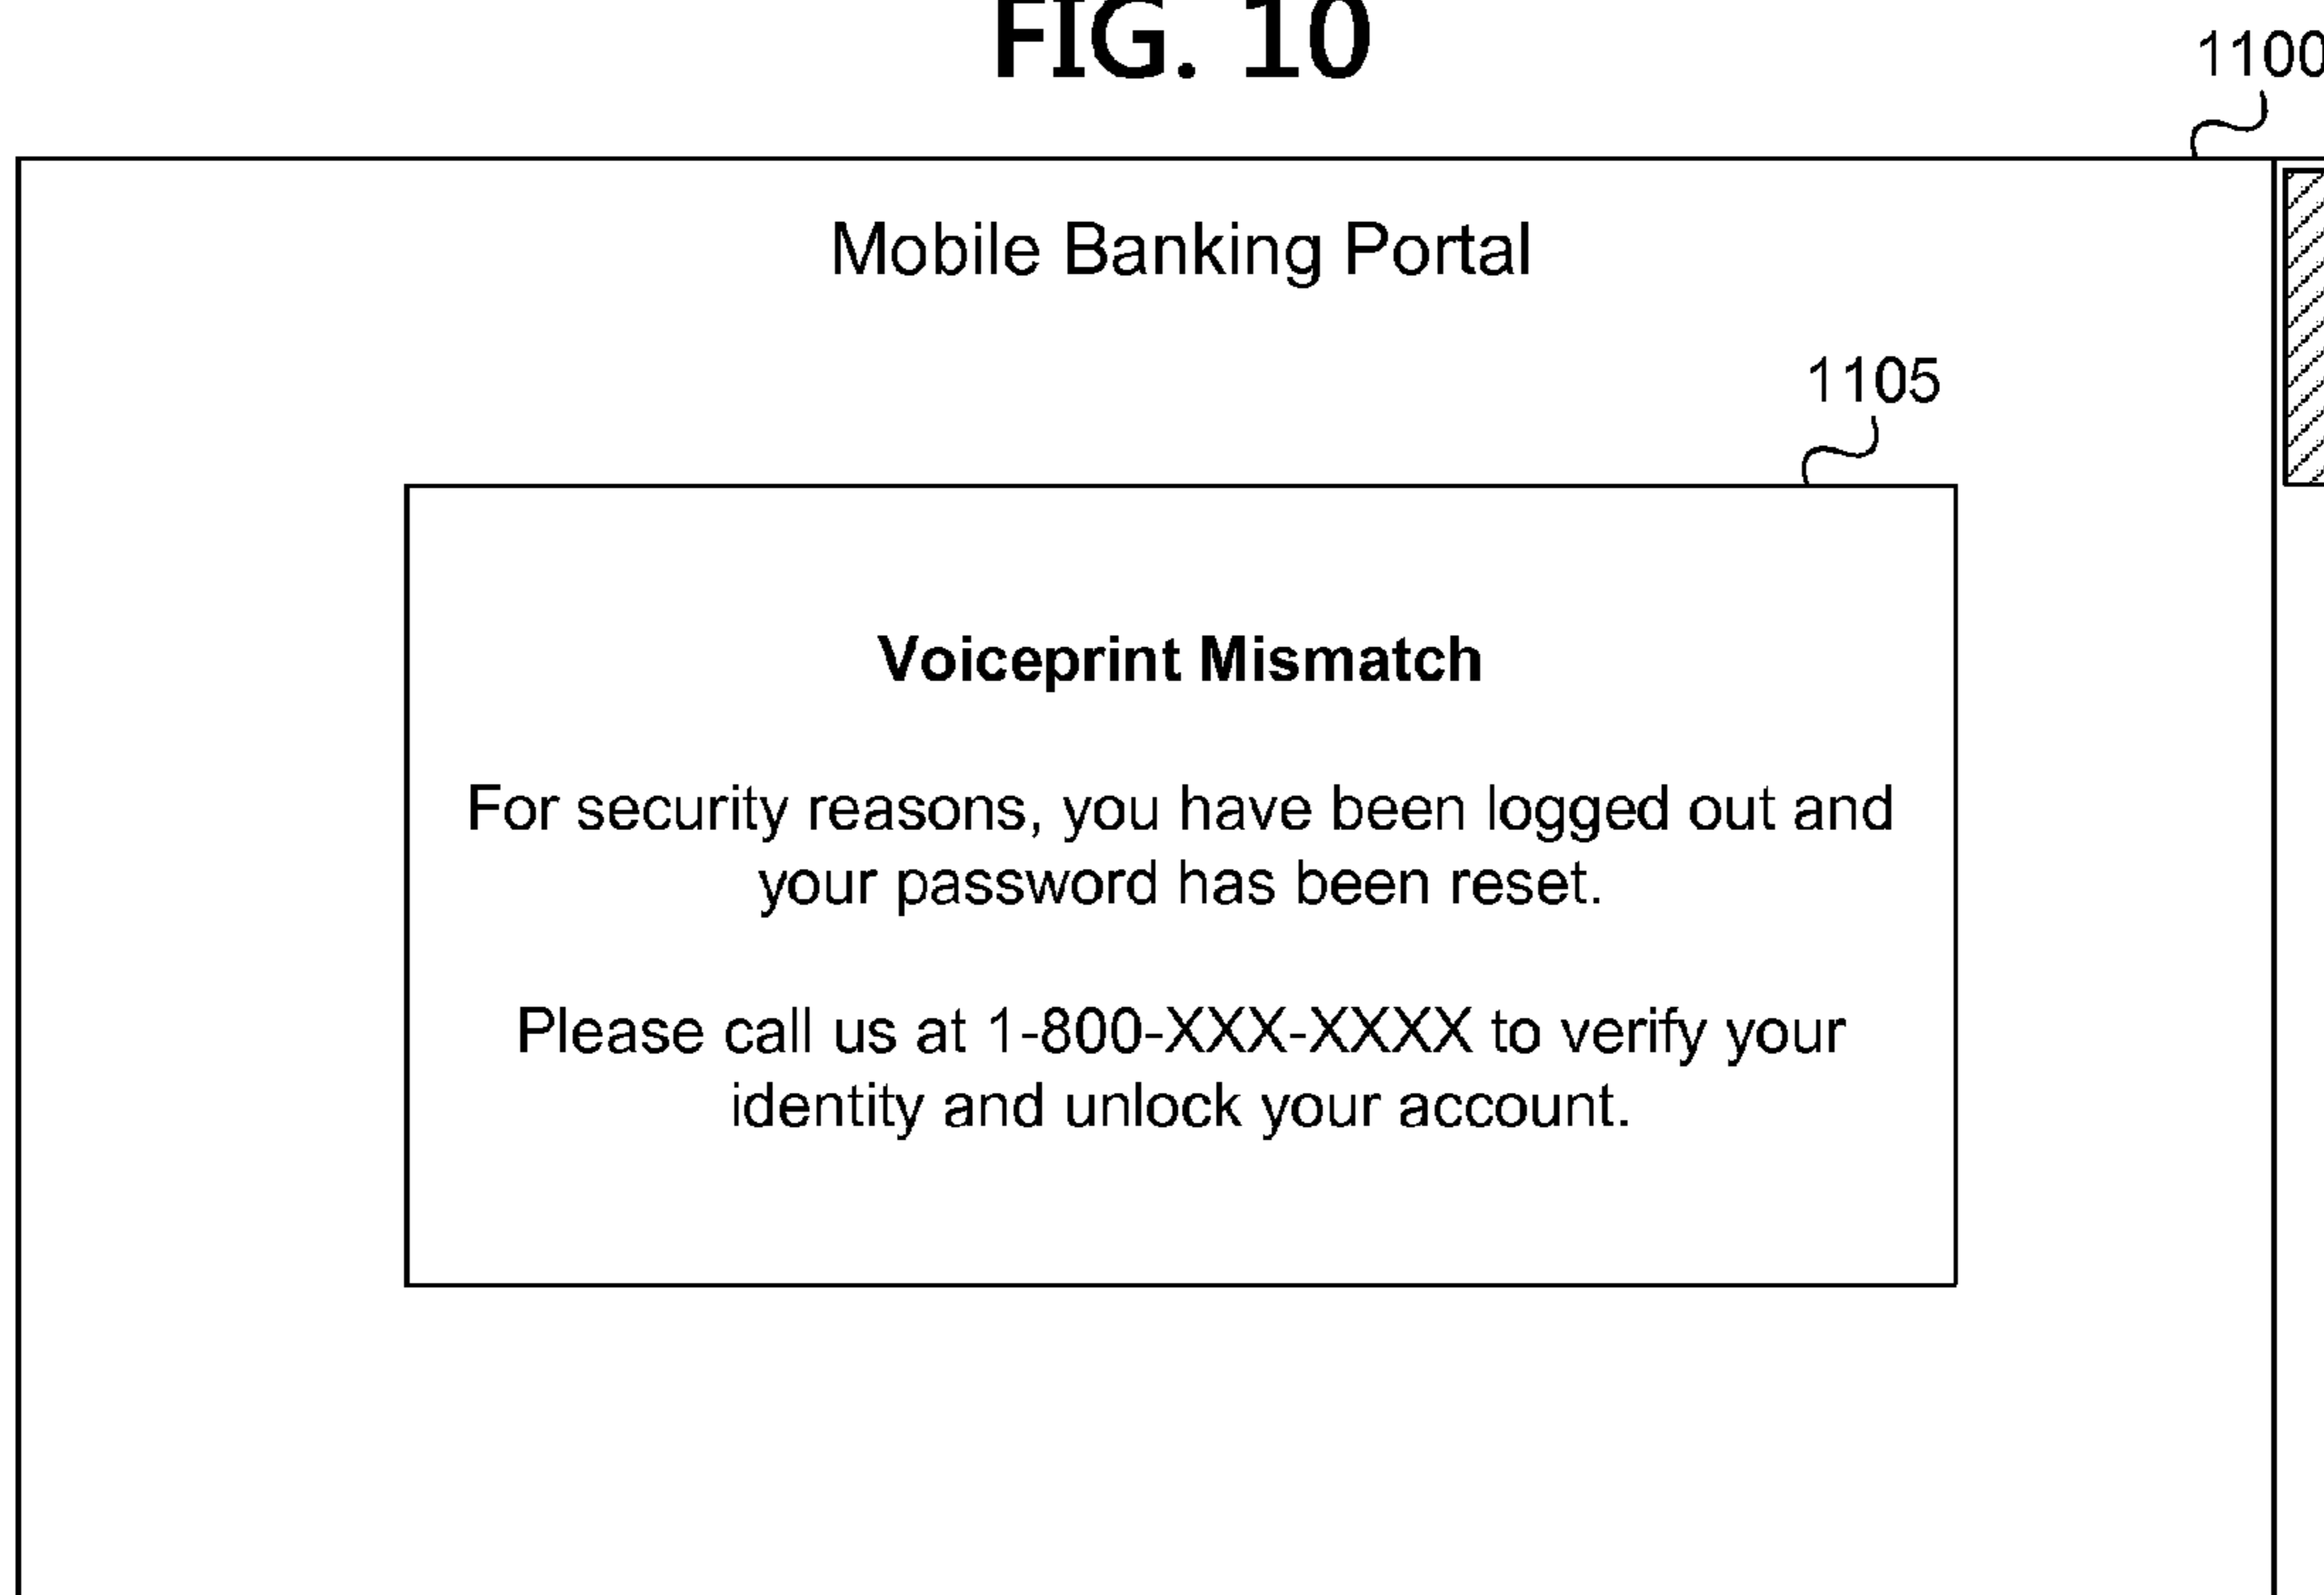 FIG. 10
1100
Mobile Banking Portal
1105
Voiceprint Mismatch
For security reasons, you have been logged out and
your password has been reset.
Please call us at 1-800-XXX-XXXX to verify your
identity and unlock your account.